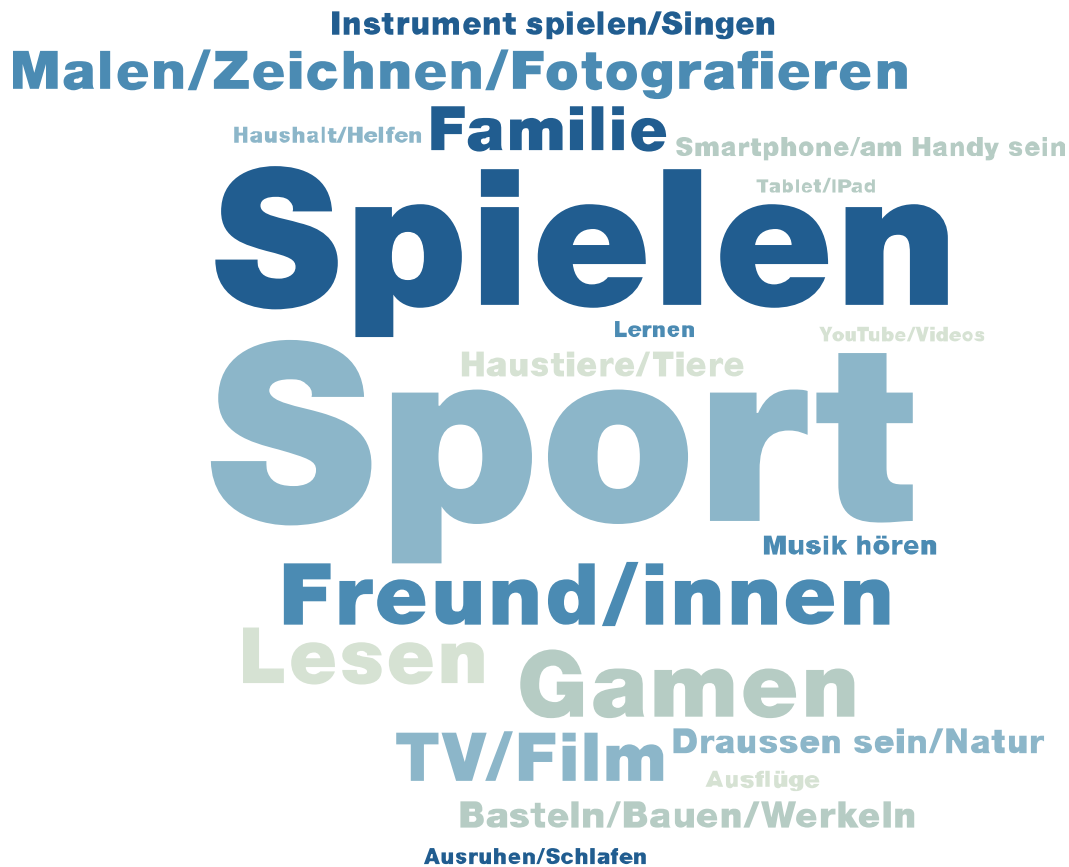 Instrument spielen/Singen
Malen/Zeichnen/Fotografieren
Haushalt/Helfen
Familie
Smartphone/am Handy sein
Tablet/IPad
Spielen
Lernen
YouTube/Videos
Haustiere/Tiere
Sport
Musik hören
Freund/innen
Lesen
Gamen
TV/Film
Draussen sein/Natur
Ausflüge
Basteln/Bauen/Werkeln
Ausruhen/Schlafen